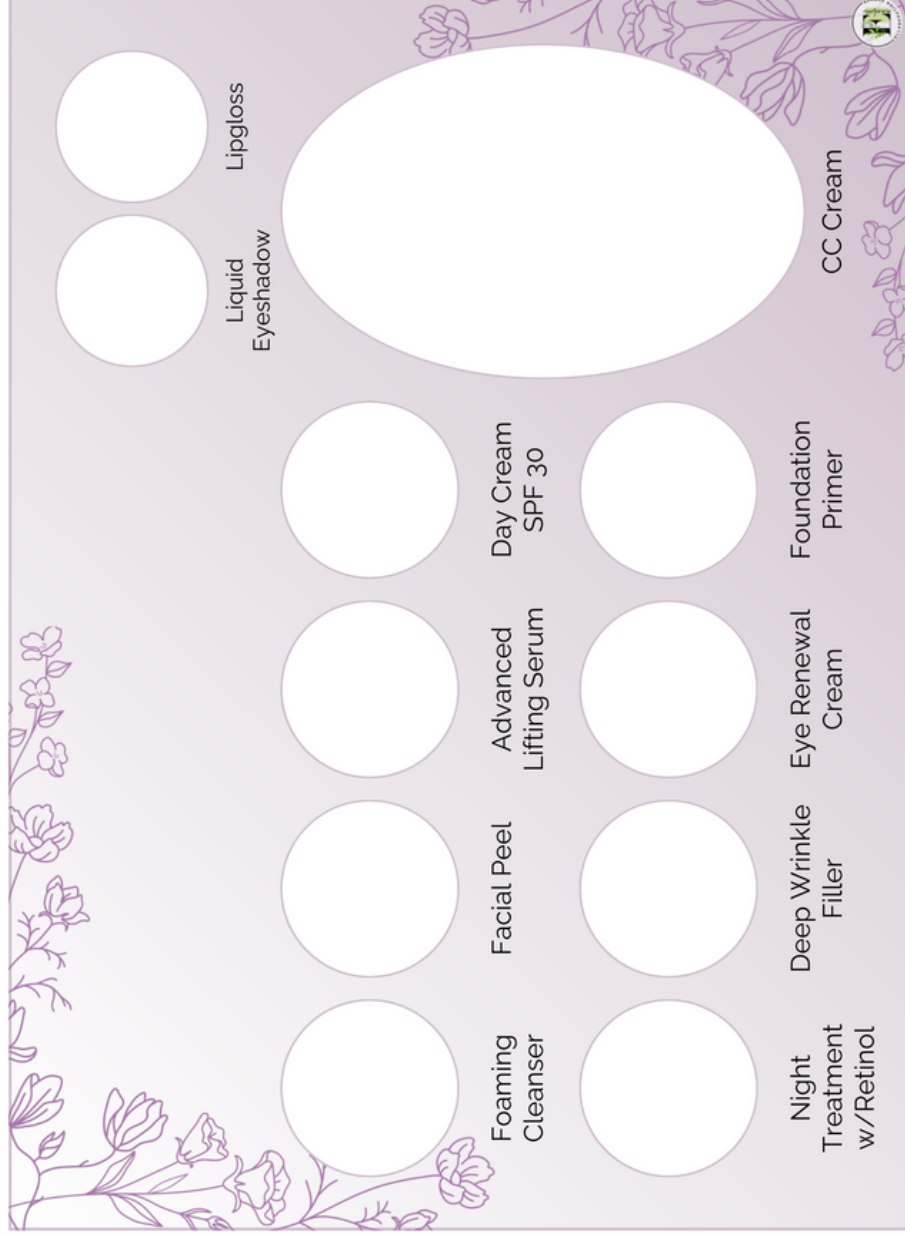 Liquid
Eyeshadow
Lipgloss
Foaming
Cleanser
Facial Peel
Advanced
Lifting Serum
Day Cream
SPF 30
Night
Treatment
w/Retinol
Deep Wrinkle
Filler
Eye Renewal
Cream
Foundation
Primer
CC Cream